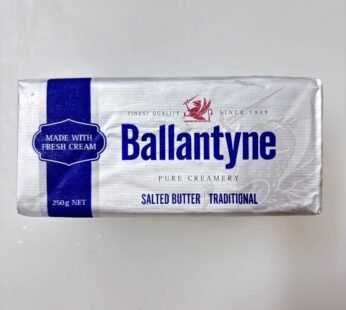 FINEST QUALITY SINCE 1929
MADE WITH
FRESH CREAM
Ballantyne
PURE CREAMERY
SALTED BUTTER TRADITIONAL
250g NET